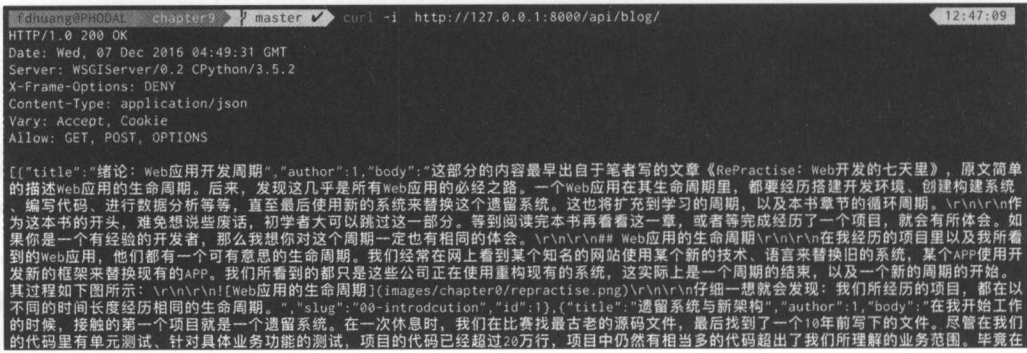 fdhuang@PHODAL chapter9 master ✔ curl -i http://127.0.0.1:8000/api/blog/ 12:47:09
HTTP/1.0 200 OK
Date: Wed, 07 Dec 2016 04:49:31 GMT
Server: WSGIServer/0.2 CPython/3.5.2
X-Frame-Options: DENY
Content-Type: application/json
Vary: Accept, Cookie
Allow: GET, POST, OPTIONS
[{"title":"绪论：Web应用开发周期","author":1,"body":"这部分的内容最早出自于笔者写的文章《RePractise：Web开发的七天里》，原文简单
的描述Web应用的生命周期。后来，发现这几乎是所有Web应用的必经之路。一个Web应用在其生命周期里，都要经历搭建开发环境、创建构建系统
、编写代码、进行数据分析等等，直至最后使用新的系统来替换这个遗留系统。这也将扩充到学习的周期，以及本书章节的循环周期。\r\n\r\n作
为这本书的开头，难免想说些废话，初学者大可以跳过这一部分。等到阅读完本书再看看这一章，或者等完成经历了一个项目，就会有所体会。如
果你是一个有经验的开发者，那么我想你对这个周期一定也有相同的体会。\r\n\r\n## Web应用的生命周期\r\n\r\n在我经历的项目里以及我所看
到的Web应用，他们都有一个可有意思的生命周期。我们经常在网上看到某个知名的网站使用某个新的技术、语言来替换旧的系统，某个APP使用开
发新的框架来替换现有的APP。我们所看到的都只是这些公司正在使用重构现有的系统，这实际上是一个周期的结束，以及一个新的周期的开始。
其过程如下图所示：\r\n\r\n![Web应用的生命周期](images/chapter0/repractise.png)\r\n\r\n仔细一想就会发现：我们所经历的项目，都在以
不同的时间长度经历相同的生命周期。","slug":"00-introdcution","id":1},{"title":"遗留系统与新架构","author":1,"body":"在我开始工作
的时候，接触的第一个项目就是一个遗留系统。在一次休息时，我们在比赛找最古老的源码文件，最后找到了一个10年前写下的文件。尽管在我们
的代码里有单元测试、针对具体业务功能的测试，项目的代码已经超过20万行，项目中仍然有相当多的代码超出了我们所理解的业务范围。毕竟在